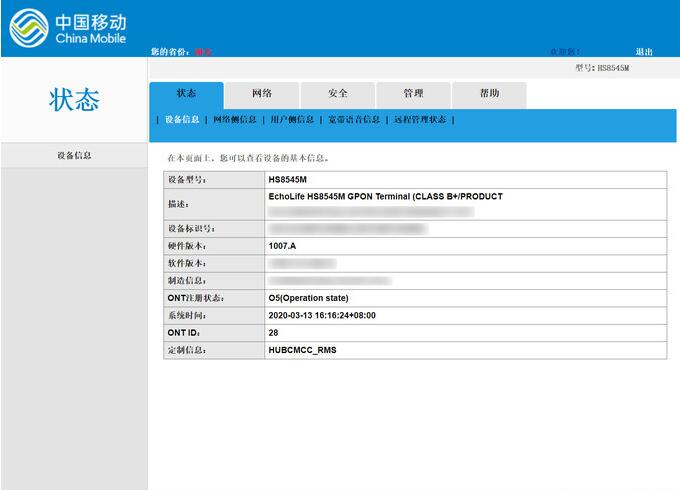 中国移动
China Mobile
您的省份：
欢迎您！
退出
型号: HS8545M
状态
状态
网络
安全
管理
帮助
| 设备信息 | 网络侧信息 | 用户侧信息 | 宽带语音信息 | 远程管理状态 |
设备信息
在本页面上，您可以查看设备的基本信息。
设备型号： HS8545M
描述： EchoLife HS8545M GPON Terminal (CLASS B+/PRODUCT
设备标识号：
硬件版本： 1007.A
软件版本：
制造信息：
ONT注册状态： O5(Operation state)
系统时间： 2020-03-13 16:16:24+08:00
ONT ID： 28
定制信息： HUBCMCC_RMS